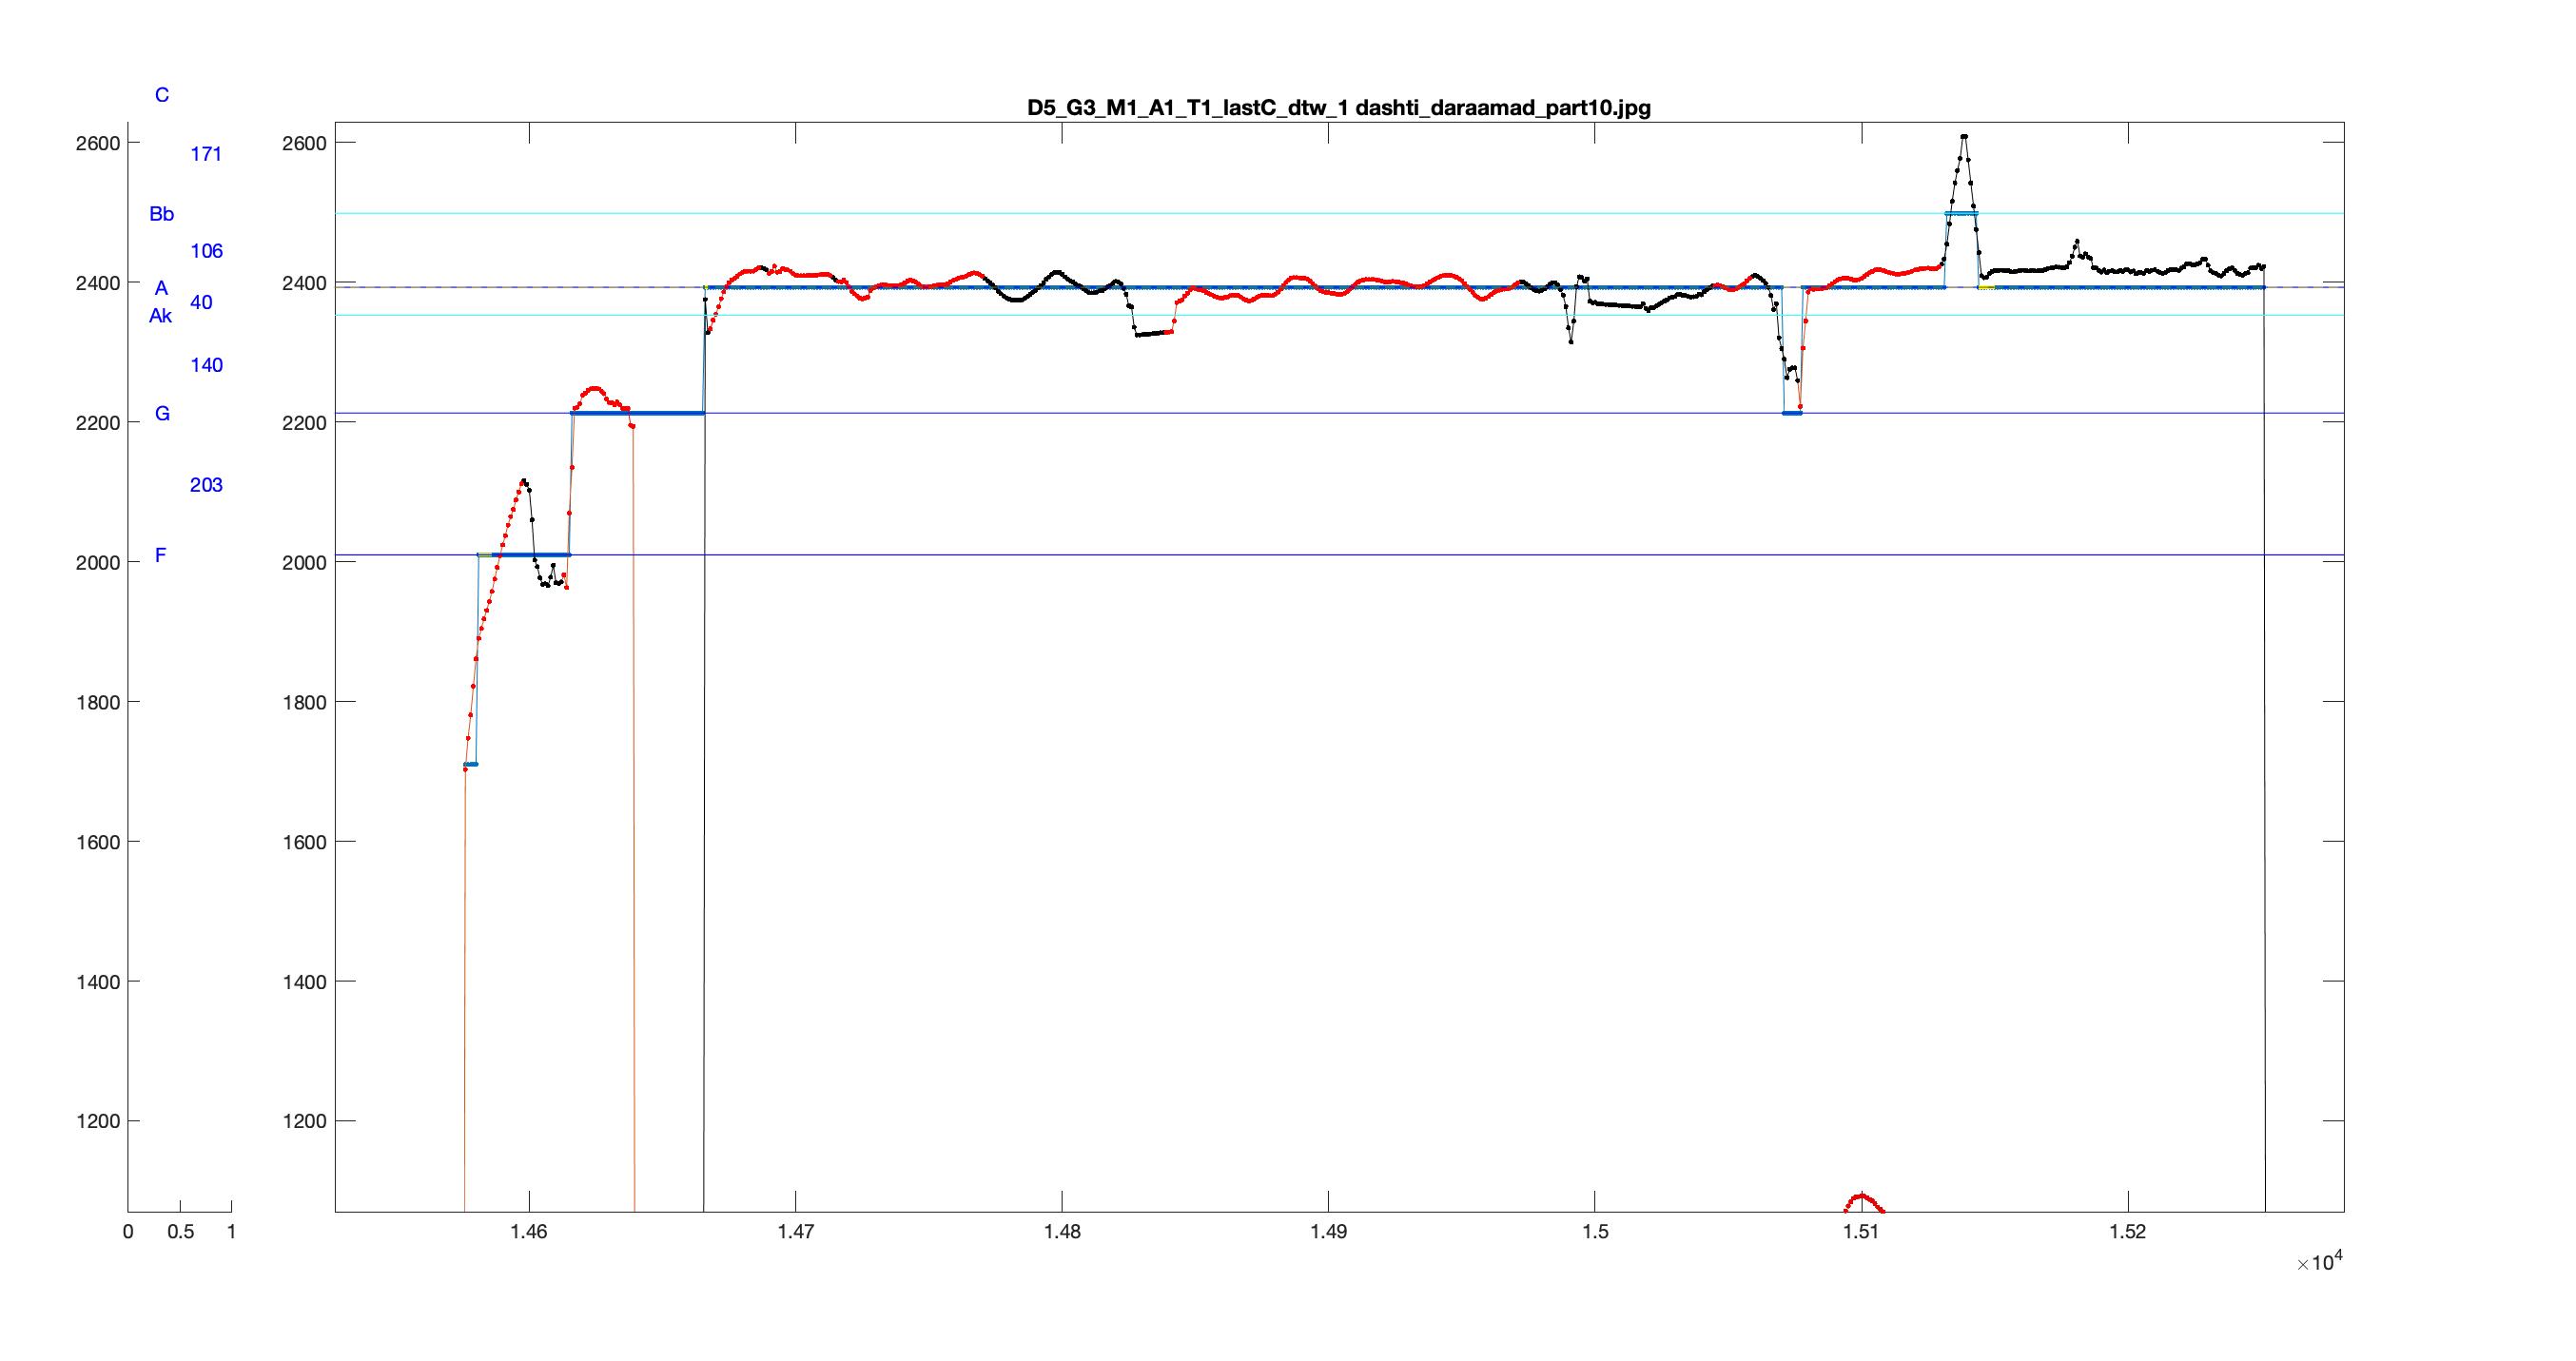 D5_G3_M1_A1_T1_lastC_dtw_1 dashti_daraamad_part10.jpg
C
2600 171 2600
Bb
106
2400 A 2400
40
Ak
140
G
2200 2200
203
2000 F 2000
1800 1800
1600 1600
1400 1400
1200 1200
0 0.5 1 1.46 1.47 1.48 1.49 1.5 1.51 1.52
×10^4